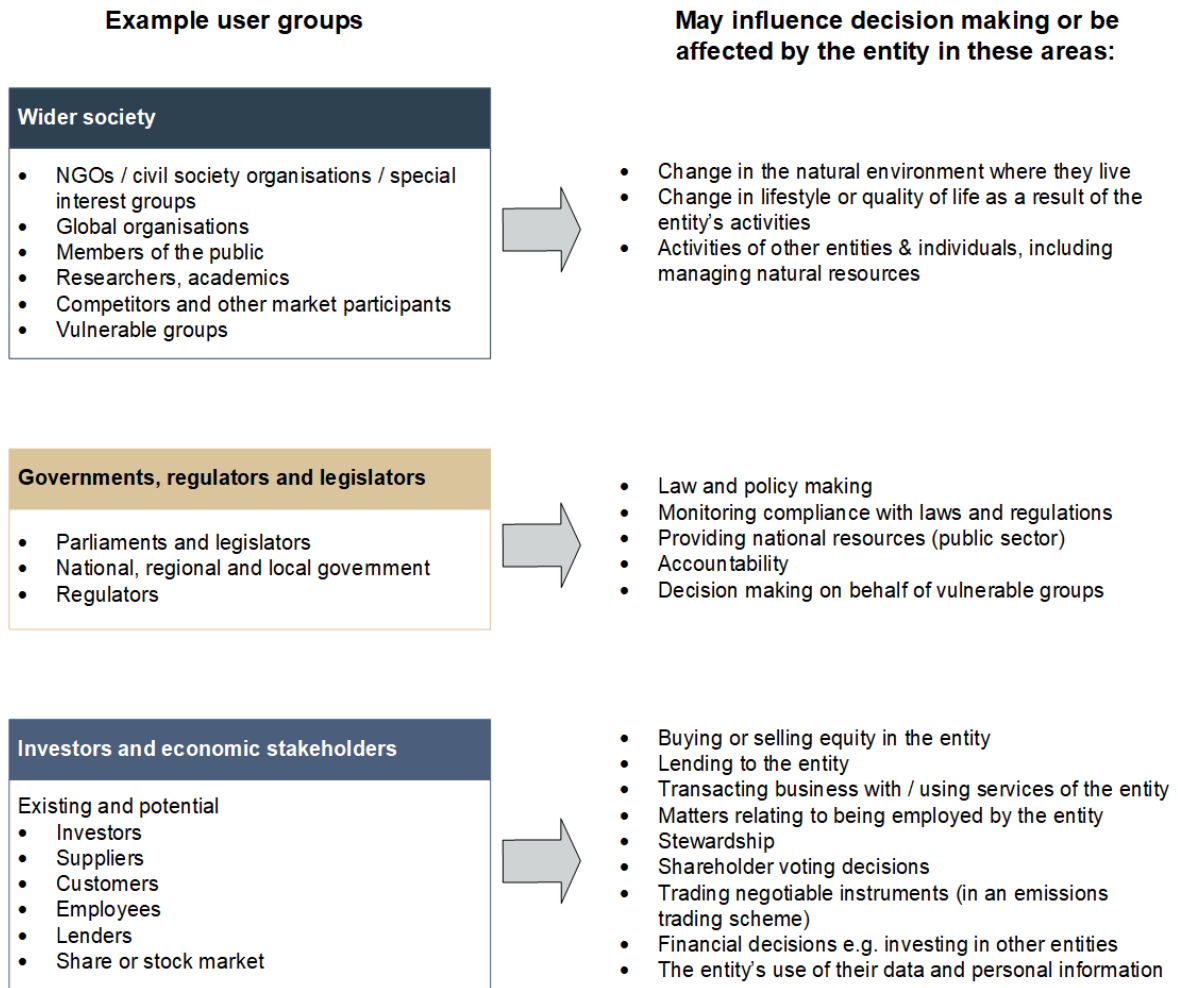 Example user groups
May influence decision making or be
affected by the entity in these areas:
Wider society
• NGOs / civil society organisations / special
interest groups
• Global organisations
• Members of the public
• Researchers, academics
• Competitors and other market participants
• Vulnerable groups
• Change in the natural environment where they live
• Change in lifestyle or quality of life as a result of the
entity's activities
• Activities of other entities & individuals, including
managing natural resources
Governments, regulators and legislators
• Parliaments and legislators
• National, regional and local government
• Regulators
• Law and policy making
• Monitoring compliance with laws and regulations
• Providing national resources (public sector)
• Accountability
• Decision making on behalf of vulnerable groups
Investors and economic stakeholders
Existing and potential
• Investors
• Suppliers
• Customers
• Employees
• Lenders
• Share or stock market
• Buying or selling equity in the entity
• Lending to the entity
• Transacting business with / using services of the entity
• Matters relating to being employed by the entity
• Stewardship
• Shareholder voting decisions
• Trading negotiable instruments (in an emissions
trading scheme)
• Financial decisions e.g. investing in other entities
• The entity's use of their data and personal information